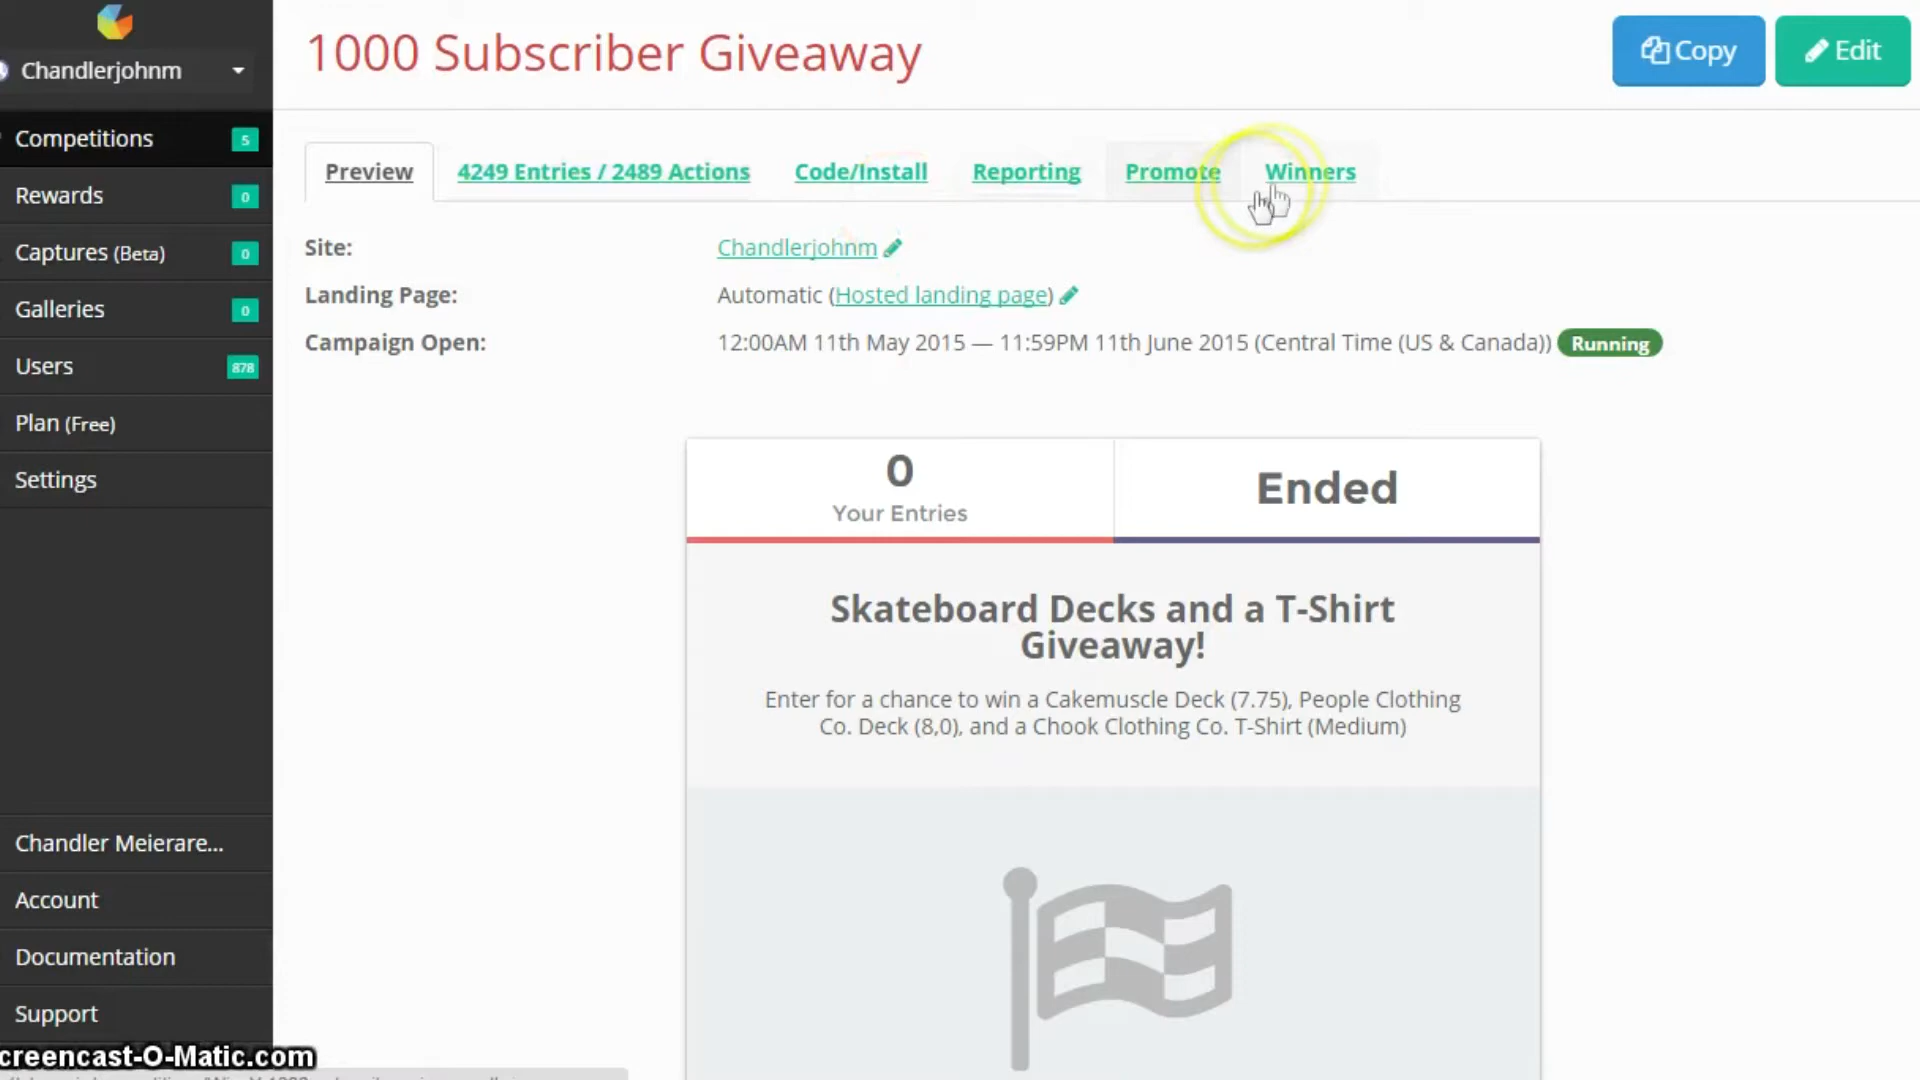 1000 Subscriber Giveaway
Copy
Edit
Chandlerjohnm
Competitions 5
Rewards 0
Captures (Beta) 0
Galleries 0
Users 878
Plan (Free)
Settings
Chandler Meierare...
Account
Documentation
Support
Preview
4249 Entries / 2489 Actions
Code/Install
Reporting
Promote
Winners
Site: Chandlerjohnm
Landing Page: Automatic (Hosted landing page)
Campaign Open: 12:00AM 11th May 2015 — 11:59PM 11th June 2015 (Central Time (US & Canada)) Running
0
Your Entries
Ended
Skateboard Decks and a T-Shirt
Giveaway!
Enter for a chance to win a Cakemuscle Deck (7.75), People Clothing
Co. Deck (8,0), and a Chook Clothing Co. T-Shirt (Medium)
creencast-O-Matic.com